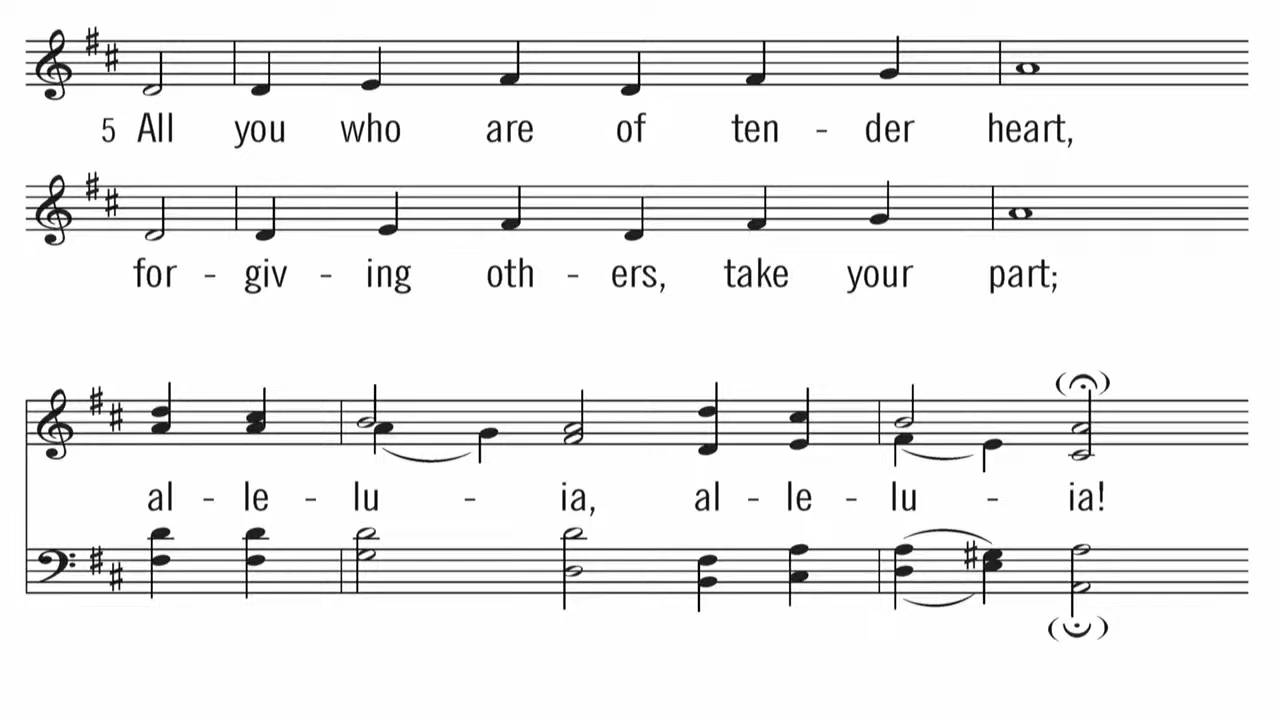 5 All you who are of ten - der heart,
for - giv - ing oth - ers, take your part;
al - le - lu - ia, al - le - lu - ia!